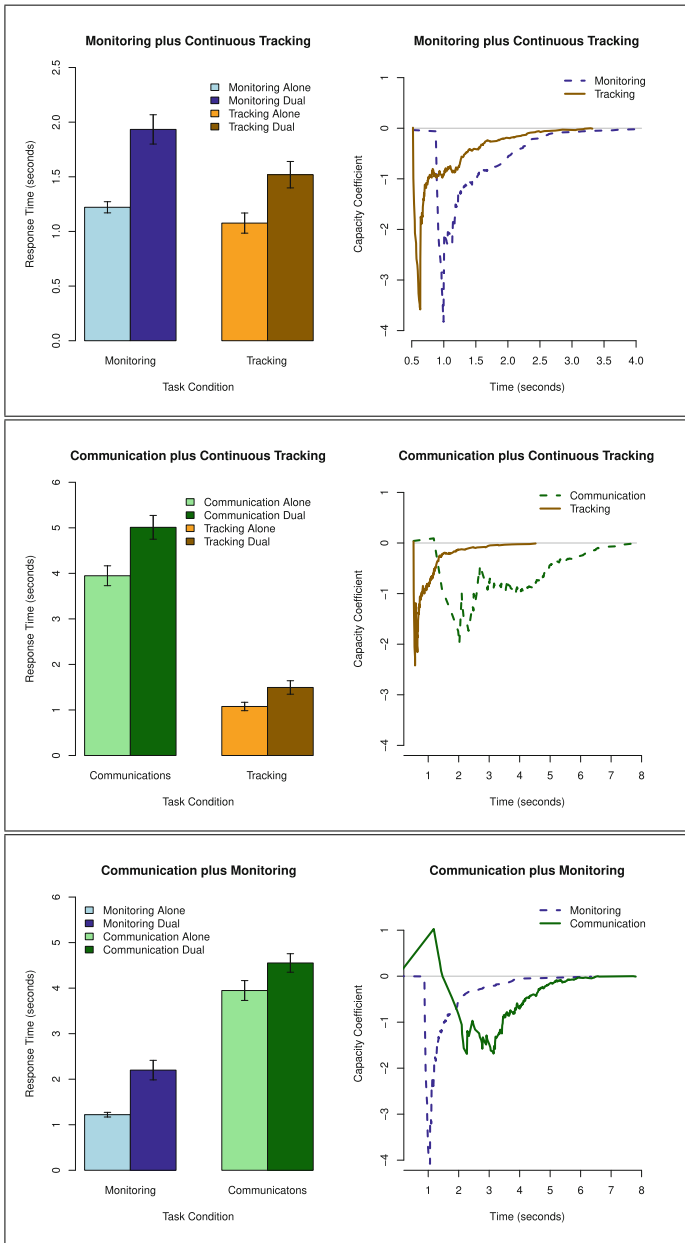 Monitoring plus Continuous Tracking
Response Time (seconds)
0.0 0.5 1.0 1.5 2.0 2.5
Monitoring Alone
Monitoring Dual
Tracking Alone
Tracking Dual
Monitoring Tracking
Task Condition
Monitoring plus Continuous Tracking
Capacity Coefficient
−4 −3 −2 −1 0 1
Monitoring
Tracking
0.5 1.0 1.5 2.0 2.5 3.0 3.5 4.0
Time (seconds)
Communication plus Continuous Tracking
Response Time (seconds)
0 1 2 3 4 5 6
Communication Alone
Communication Dual
Tracking Alone
Tracking Dual
Communications Tracking
Task Condition
Communication plus Continuous Tracking
Capacity Coefficient
−4 −3 −2 −1 0 1
Communication
Tracking
1 2 3 4 5 6 7 8
Time (seconds)
Communication plus Monitoring
Response Time (seconds)
0 1 2 3 4 5 6
Monitoring Alone
Monitoring Dual
Communication Alone
Communication Dual
Monitoring Communicatons
Task Condition
Communication plus Monitoring
Capacity Coefficient
−4 −3 −2 −1 0 1
Monitoring
Communication
1 2 3 4 5 6 7 8
Time (seconds)